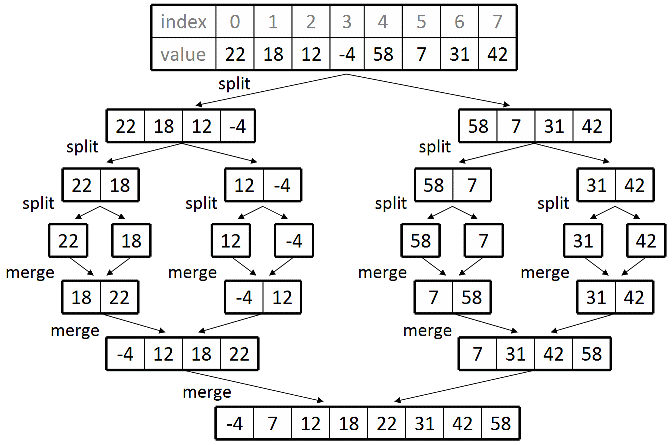 index 0 1 2 3 4 5 6 7
value 22 18 12 -4 58 7 31 42
split
22 18 12 -4 58 7 31 42
split split
22 18 12 -4 58 7 31 42
split split split split
22 18 12 -4 58 7 31 42
merge merge merge merge
18 22 -4 12 7 58 31 42
merge merge
-4 12 18 22 7 31 42 58
merge
-4 7 12 18 22 31 42 58